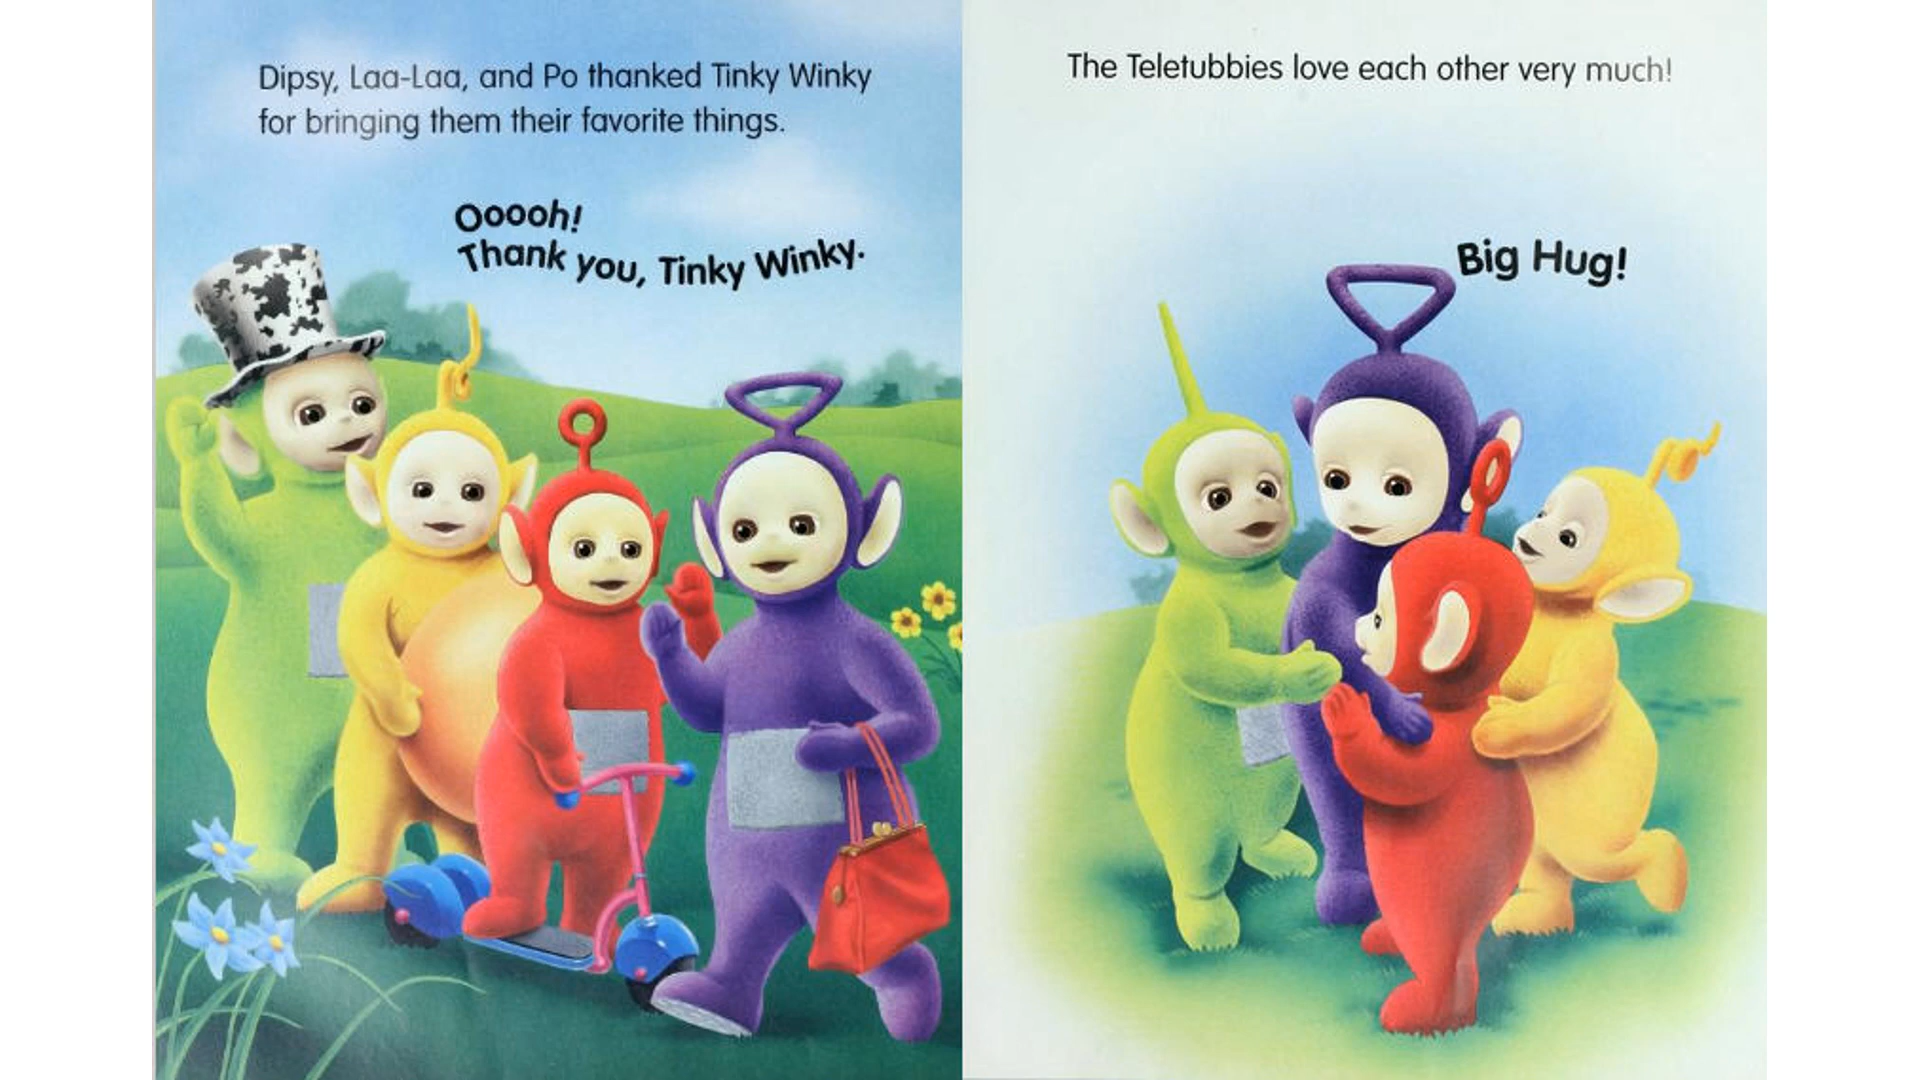 Dipsy, Laa-Laa, and Po thanked Tinky Winky
for bringing them their favorite things.
Ooooh!
Thank you, Tinky Winky.
The Teletubbies love each other very much!
Big Hug!